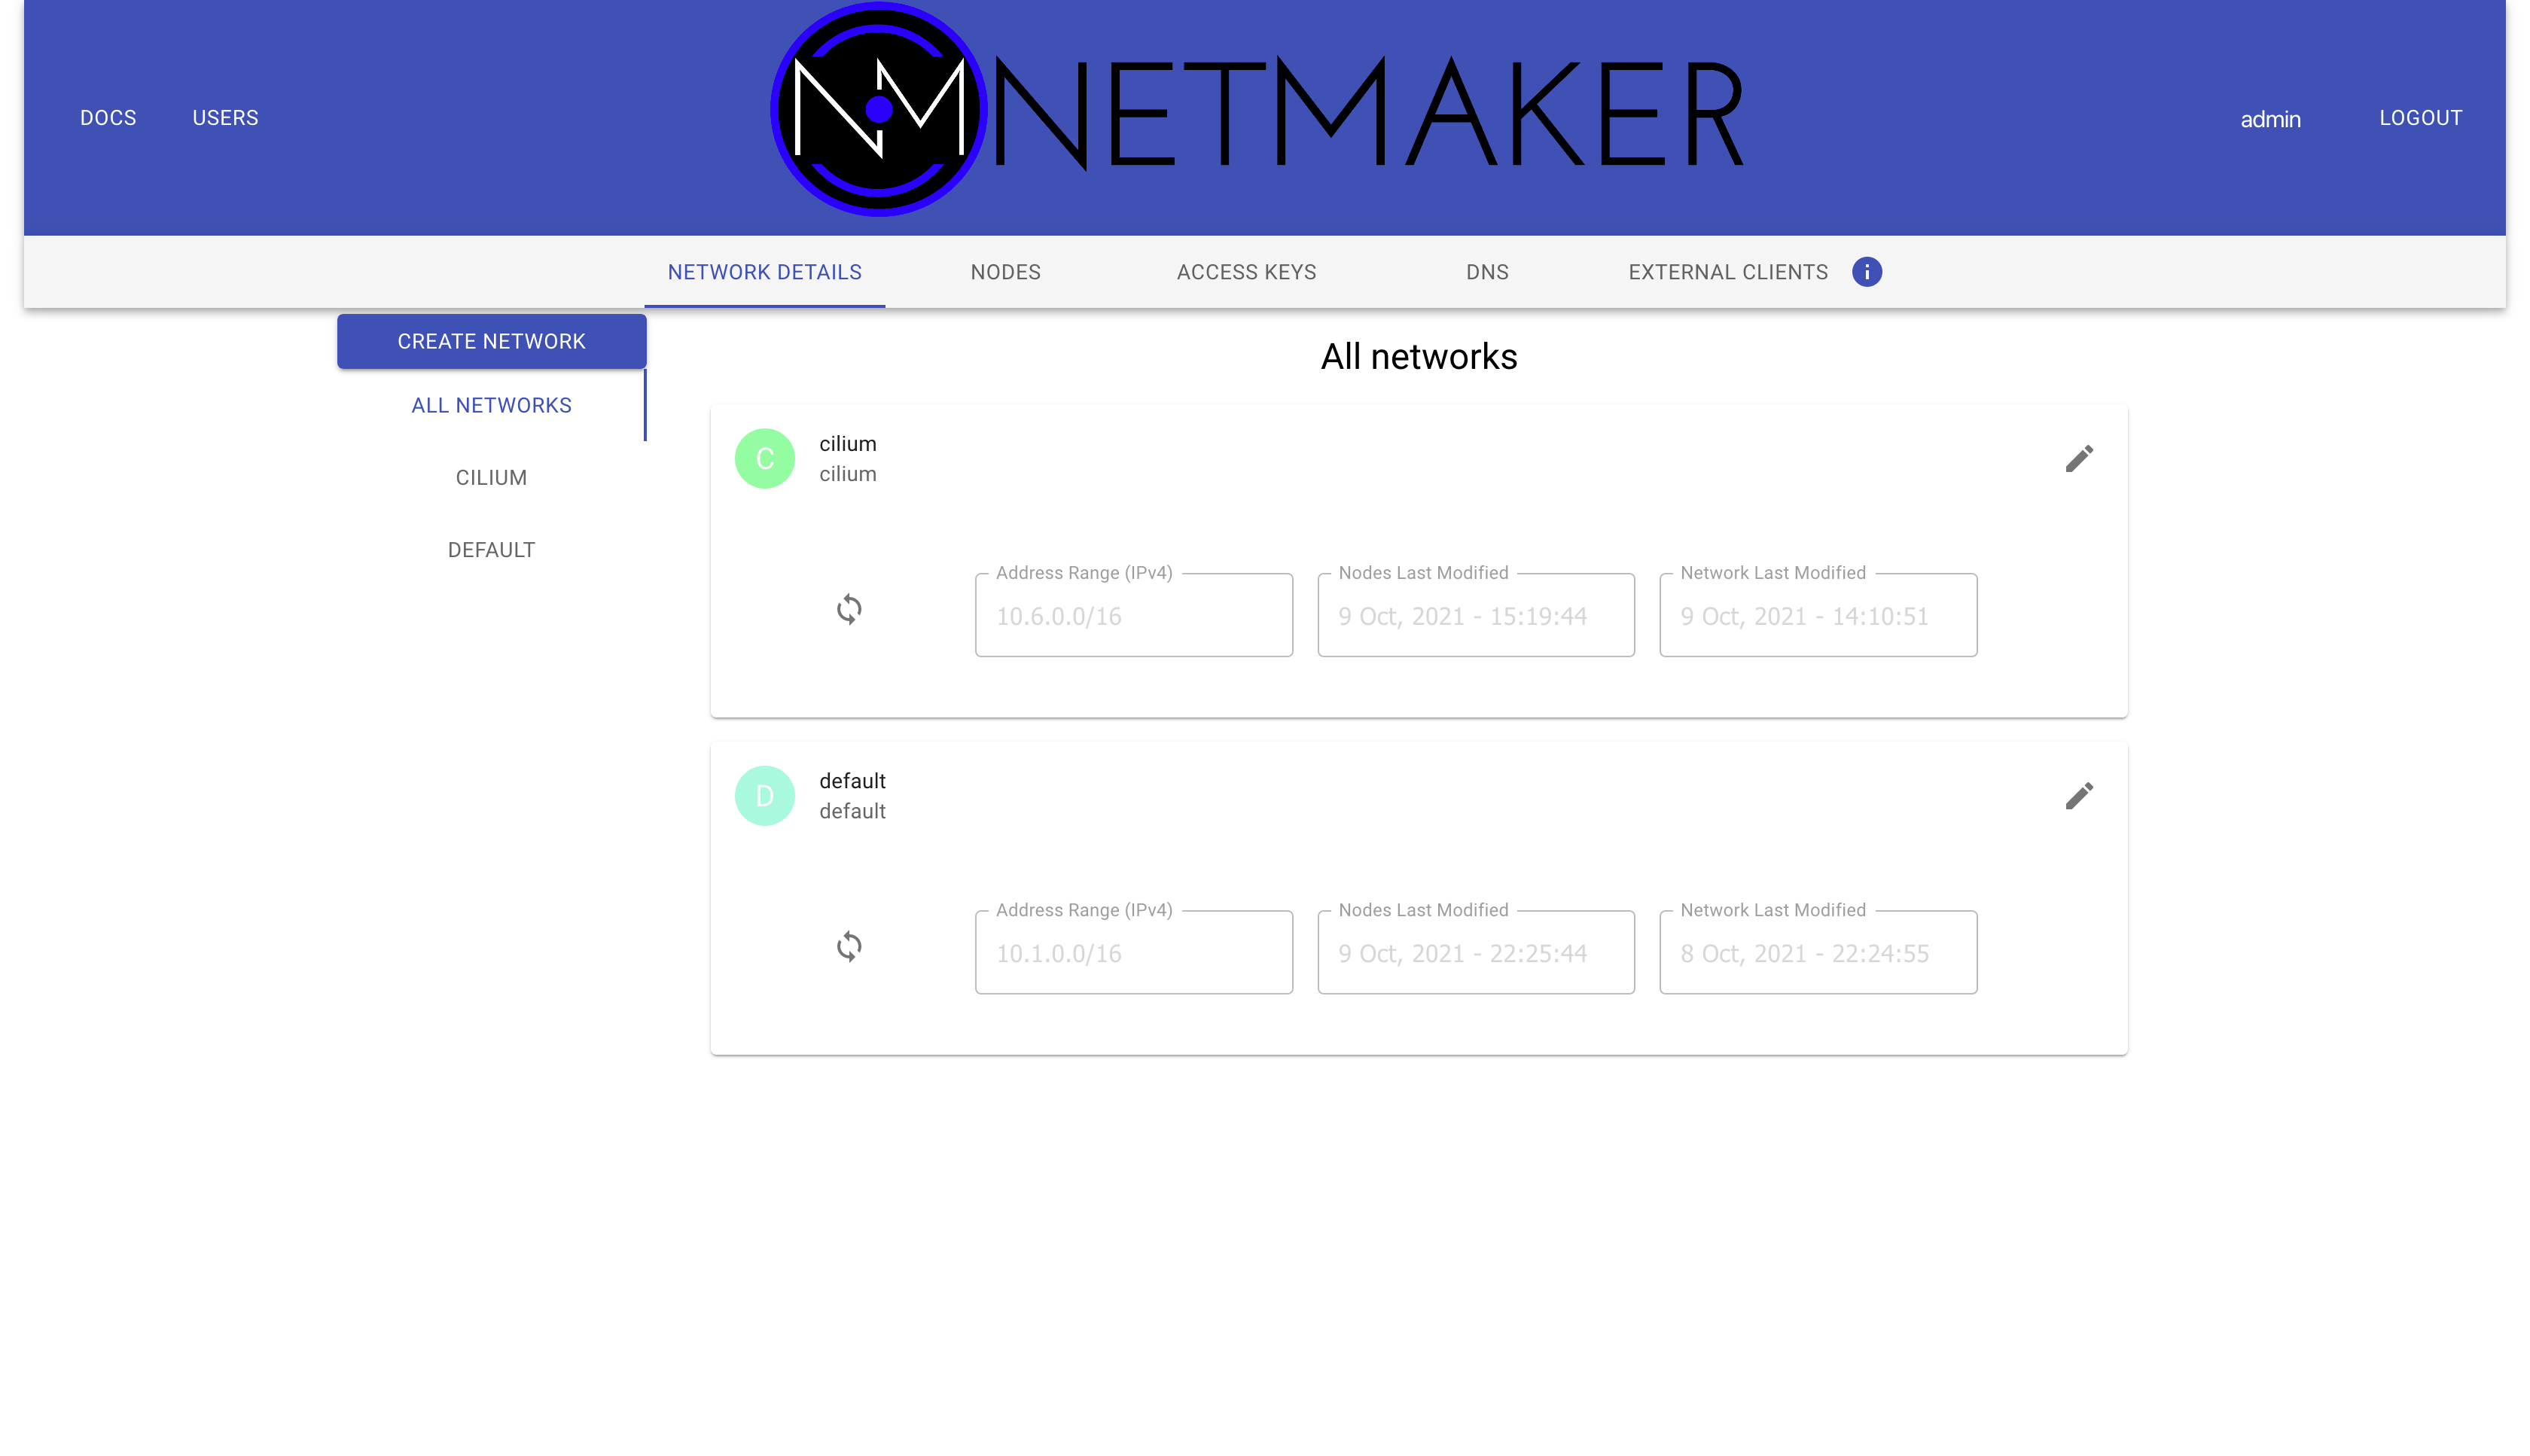 DOCS
USERS
NM NETMAKER
admin
LOGOUT
NETWORK DETAILS
NODES
ACCESS KEYS
DNS
EXTERNAL CLIENTS
i
CREATE NETWORK
ALL NETWORKS
CILIUM
DEFAULT
All networks
C
cilium
cilium
Address Range (IPv4)
10.6.0.0/16
Nodes Last Modified
9 Oct, 2021 - 15:19:44
Network Last Modified
9 Oct, 2021 - 14:10:51
D
default
default
Address Range (IPv4)
10.1.0.0/16
Nodes Last Modified
9 Oct, 2021 - 22:25:44
Network Last Modified
8 Oct, 2021 - 22:24:55